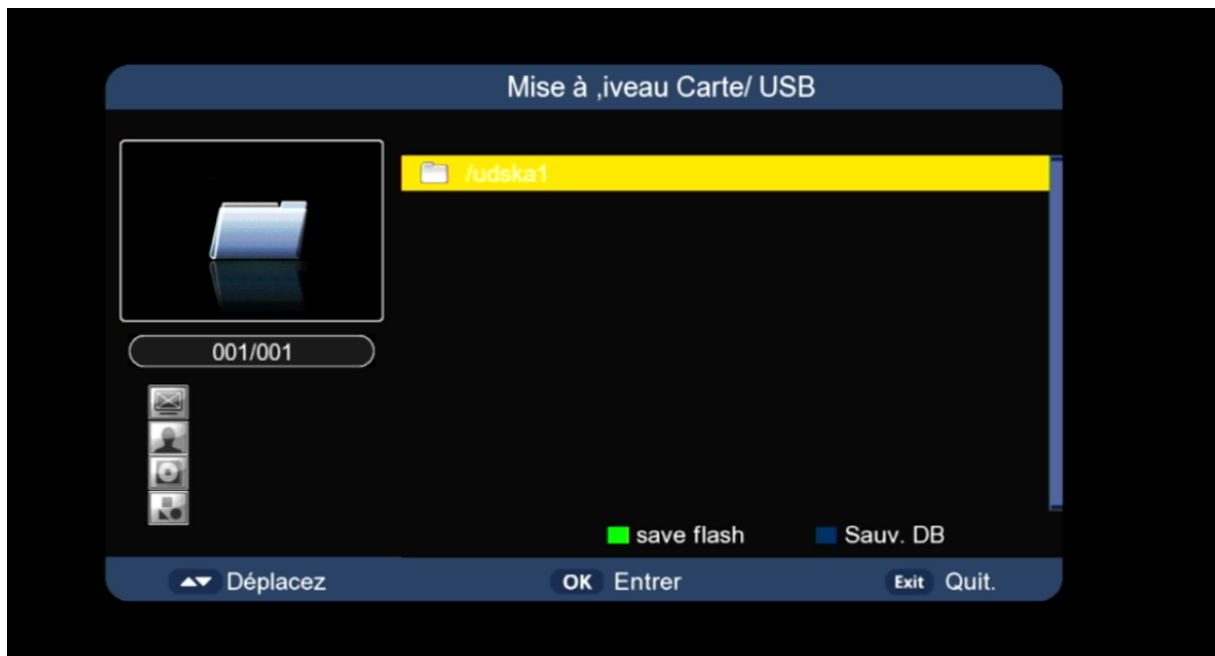 Mise à ,iveau Carte/ USB
/udska1
001/001
save flash Sauv. DB
Déplacez OK Entrer Exit Quit.